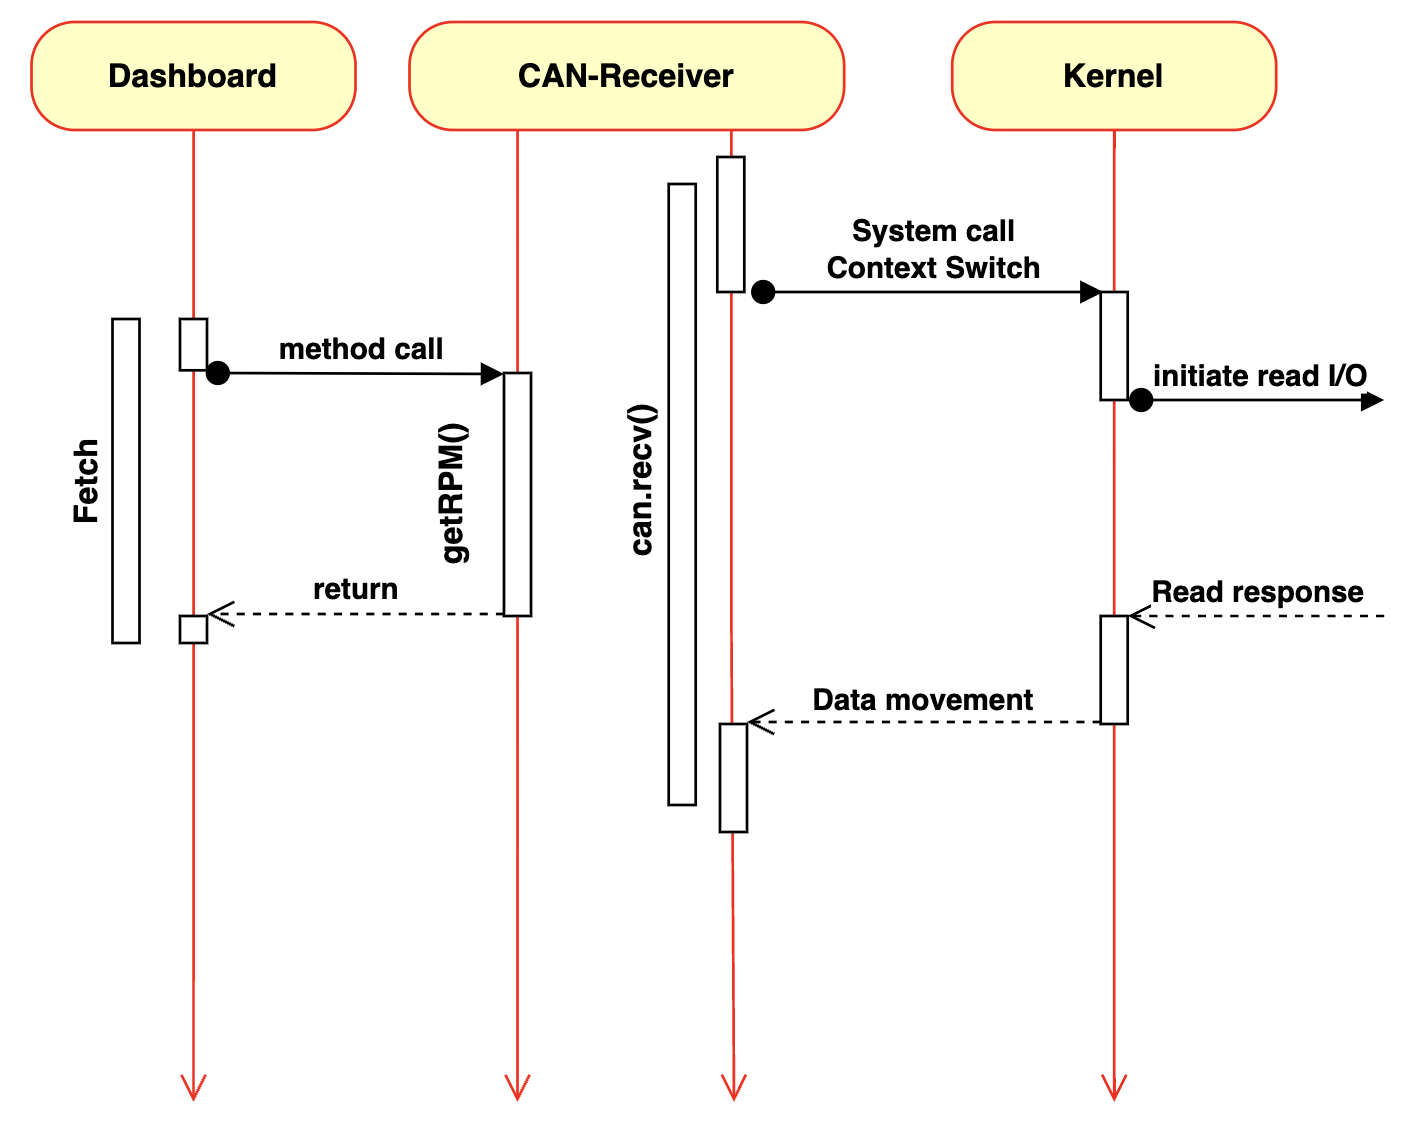 Dashboard
CAN-Receiver
Kernel
System call
Context Switch
method call
initiate read I/O
Fetch
getRPM()
can.recv()
return
Read response
Data movement